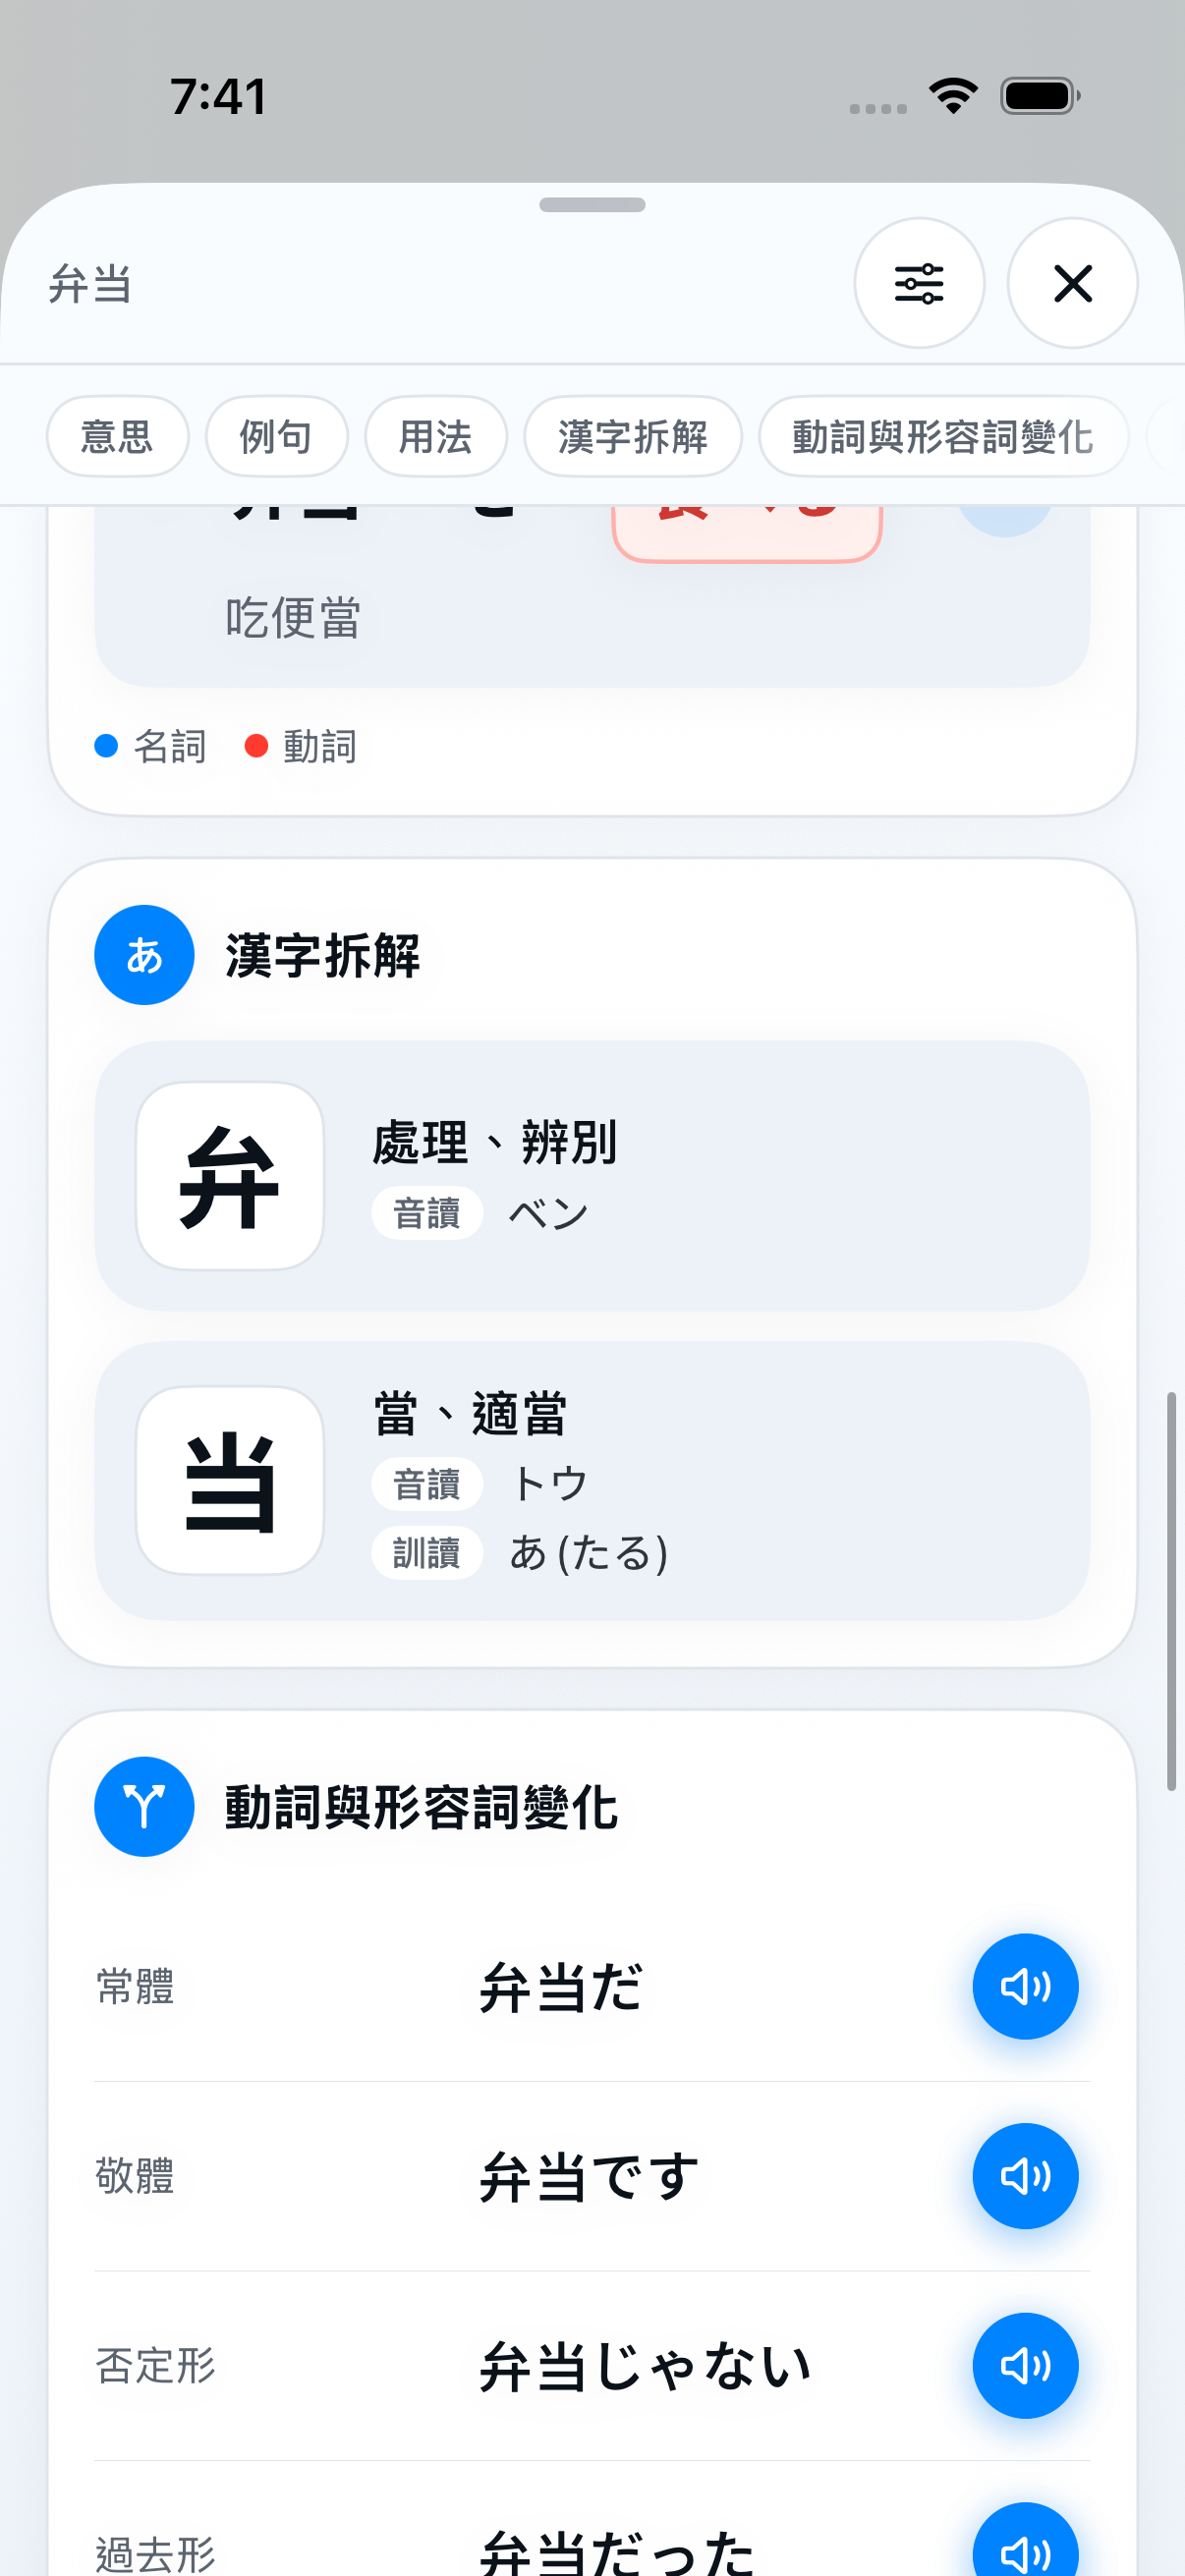 7:41
弁当
意思 例句 用法 漢字拆解 動詞與形容詞變化
吃便當
名詞 動詞
あ 漢字拆解
弁 處理、辨別
音讀 ベン
当 當、適當
音讀 トウ
訓讀 あ (たる)
動詞與形容詞變化
常體 弁当だ
敬體 弁当です
否定形 弁当じゃない
過去形 弁当だった